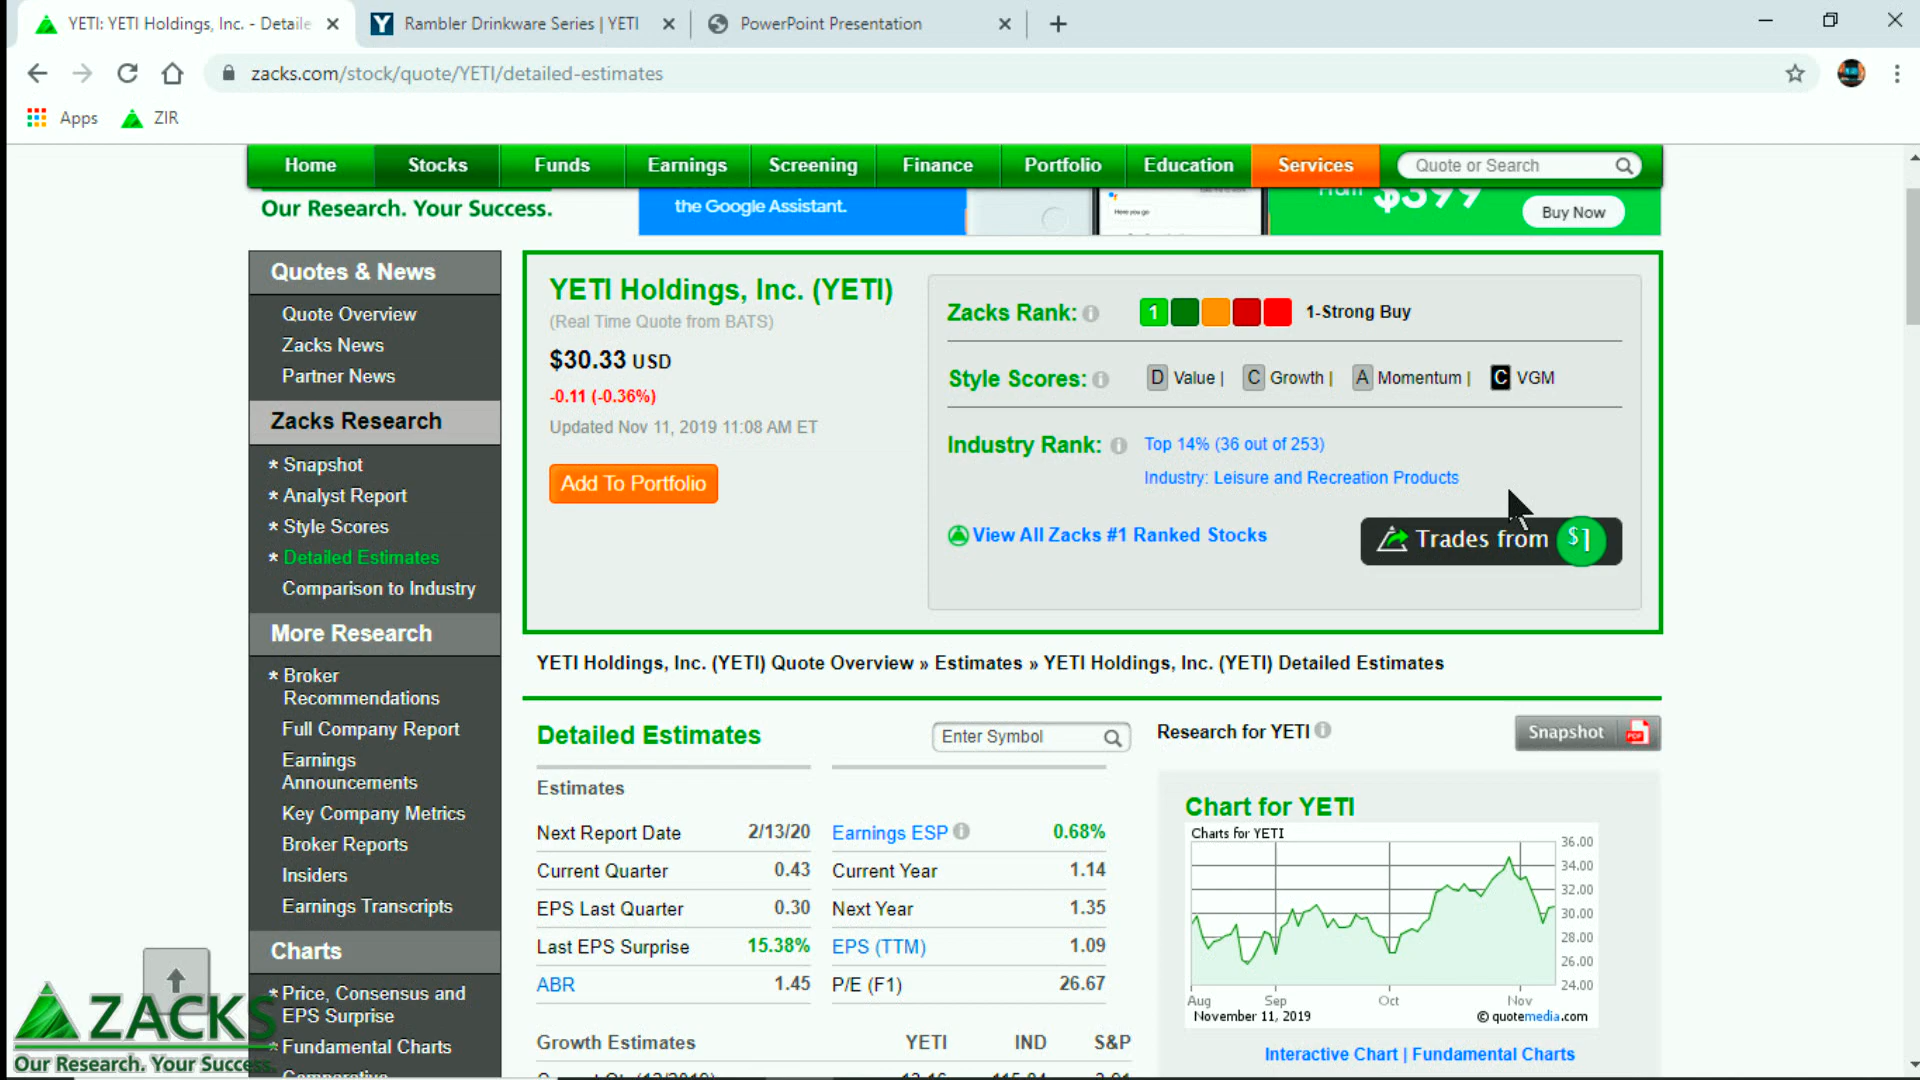 YETI: YETI Holdings, Inc. - Detaile
Rambler Drinkware Series | YETI
PowerPoint Presentation
zacks.com/stock/quote/YETI/detailed-estimates
Apps
ZIR
Home
Stocks
Funds
Earnings
Screening
Finance
Portfolio
Education
Services
Quote or Search
Our Research. Your Success.
the Google Assistant.
Here you go
$399
Buy Now
Quotes & News
Quote Overview
Zacks News
Partner News
Zacks Research
* Snapshot
* Analyst Report
* Style Scores
* Detailed Estimates
Comparison to Industry
More Research
* Broker
Recommendations
Full Company Report
Earnings
Announcements
Key Company Metrics
Broker Reports
Insiders
Earnings Transcripts
Charts
* Price, Consensus and
EPS Surprise
* Fundamental Charts
Comparative
YETI Holdings, Inc. (YETI)
(Real Time Quote from BATS)
$30.33 USD
-0.11 (-0.36%)
Updated Nov 11, 2019 11:08 AM ET
Add To Portfolio
Zacks Rank: 1 1-Strong Buy
Style Scores: D Value | C Growth | A Momentum | C VGM
Industry Rank: Top 14% (36 out of 253)
Industry: Leisure and Recreation Products
View All Zacks #1 Ranked Stocks
Trades from $1
YETI Holdings, Inc. (YETI) Quote Overview » Estimates » YETI Holdings, Inc. (YETI) Detailed Estimates
Detailed Estimates
Enter Symbol
Estimates
Next Report Date 2/13/20
Current Quarter 0.43
EPS Last Quarter 0.30
Last EPS Surprise 15.38%
ABR 1.45
Earnings ESP 0.68%
Current Year 1.14
Next Year 1.35
EPS (TTM) 1.09
P/E (F1) 26.67
Growth Estimates YETI IND S&P
Research for YETI
Snapshot
PDF
Chart for YETI
Charts for YETI
36.00
34.00
32.00
30.00
28.00
26.00
24.00
Aug Sep Oct Nov
November 11, 2019
© quotemedia.com
Interactive Chart | Fundamental Charts
ZACKS
Our Research. Your Success.